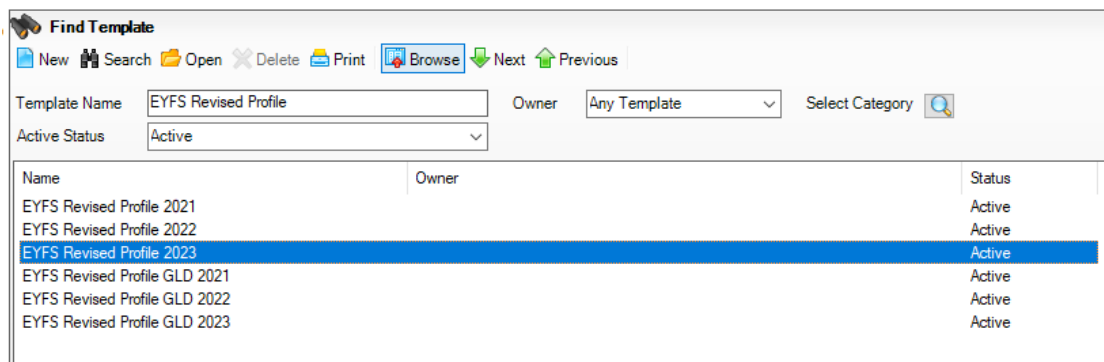 Find Template
New Search Open Delete Print Browse Next Previous
Template Name EYFS Revised Profile Owner Any Template Select Category
Active Status Active
Name Owner Status
EYFS Revised Profile 2021 Active
EYFS Revised Profile 2022 Active
EYFS Revised Profile 2023 Active
EYFS Revised Profile GLD 2021 Active
EYFS Revised Profile GLD 2022 Active
EYFS Revised Profile GLD 2023 Active